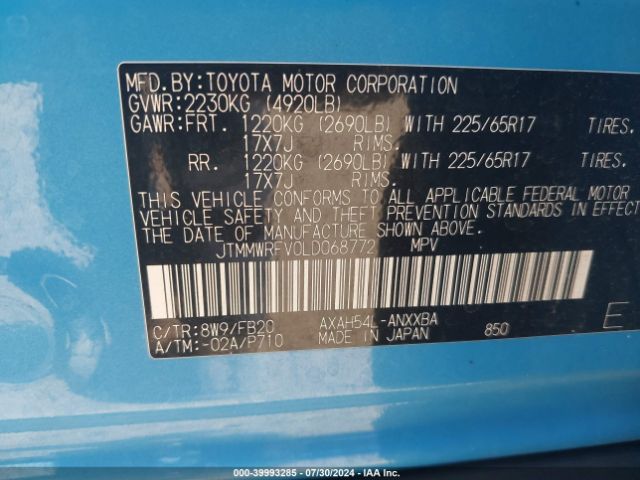 MFD.BY:TOYOTA MOTOR CORPORATION
GVWR:2230KG (4920LB)
GAWR:FRT. 1220KG (2690LB) WITH 225/65R17 TIRES.
17X7J RIMS.
RR. 1220KG (2690LB) WITH 225/65R17 TIRES.
17X7J RIMS.
THIS VEHICLE CONFORMS TO ALL APPLICABLE FEDERAL MOTOR
VEHICLE SAFETY AND THEFT PREVENTION STANDARDS IN EFFECT
ON THE DATE OF MANUFACTURE SHOWN ABOVE.
JTMMWRFV0LD068772 MPV
C/TR:8W9/FB20 AXAH54L-ANXXBA 850 E
A/TM:-02A/P710 MADE IN JAPAN
000-39993285 - 07/30/2024 - IAA Inc.